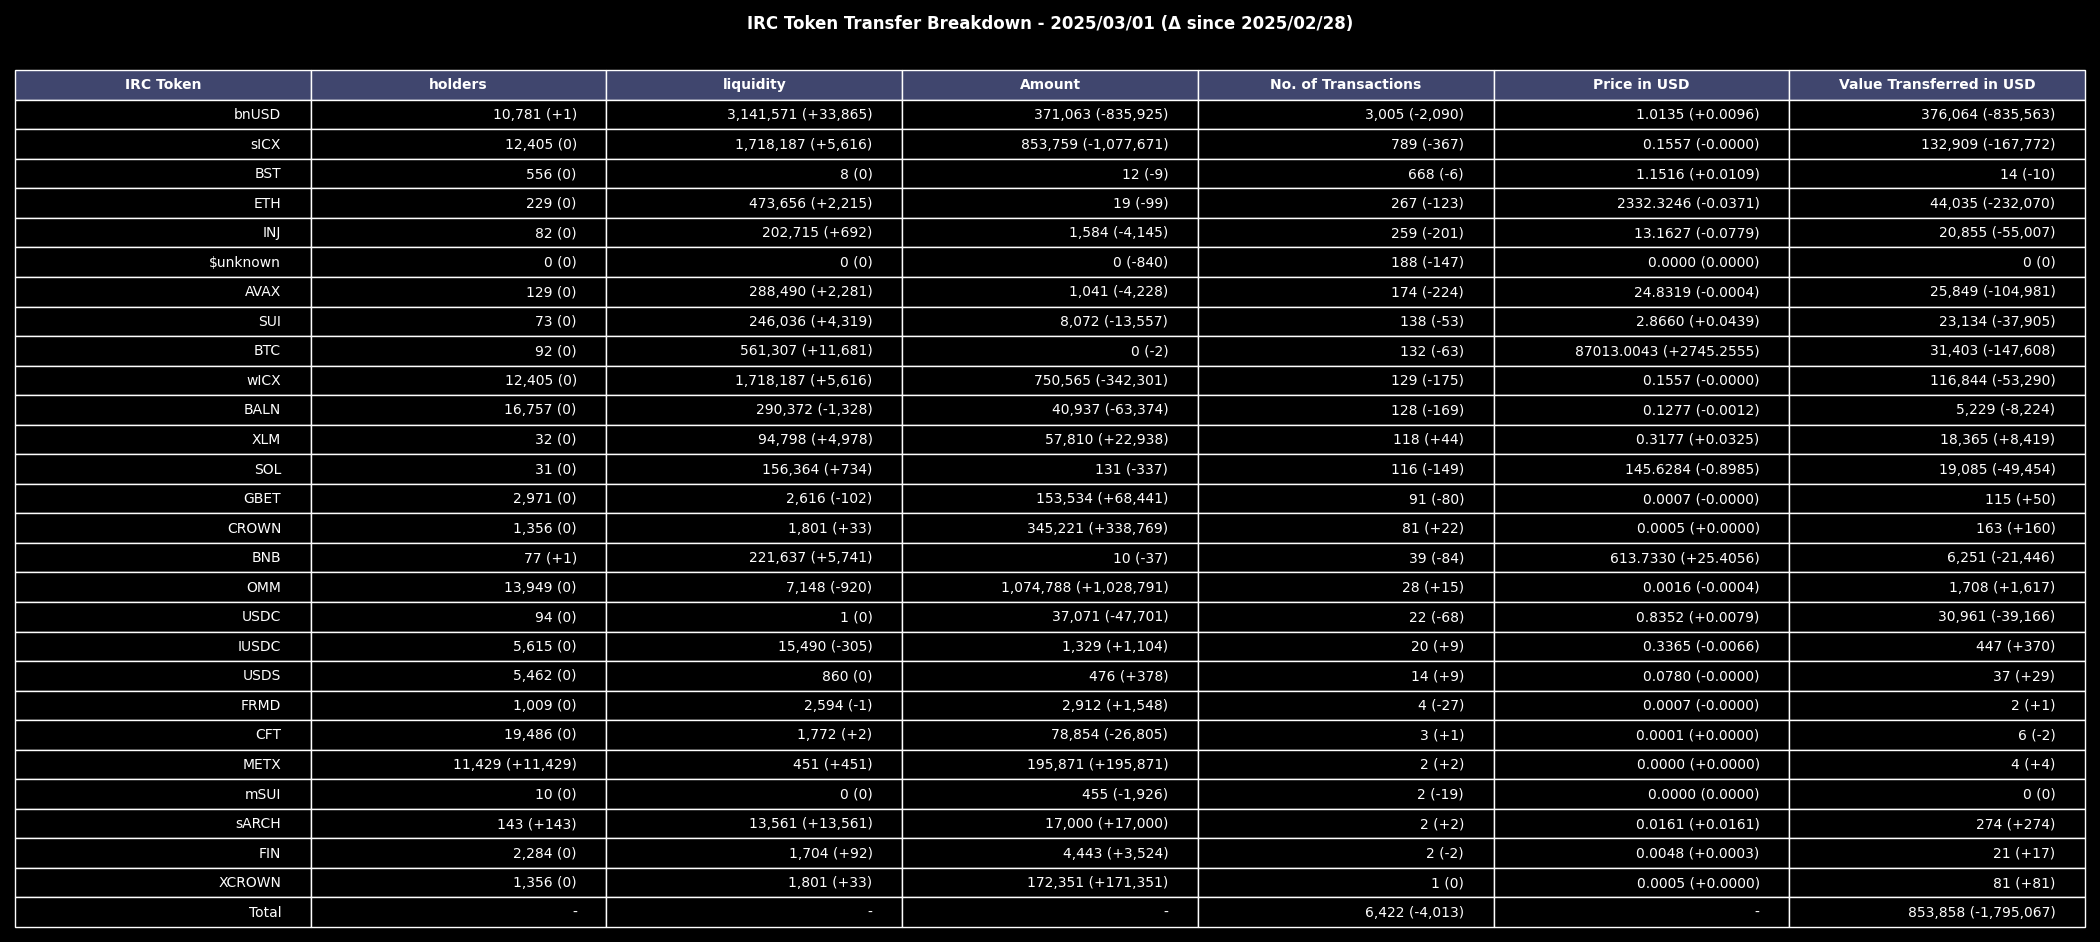 IRC Token Transfer Breakdown - 2025/03/01 (Δ since 2025/02/28)
IRC Token holders liquidity Amount No. of Transactions Price in USD Value Transferred in USD
bnUSD 10,781 (+1) 3,141,571 (+33,865) 371,063 (-835,925) 3,005 (-2,090) 1.0135 (+0.0096) 376,064 (-835,563)
sICX 12,405 (0) 1,718,187 (+5,616) 853,759 (-1,077,671) 789 (-367) 0.1557 (-0.0000) 132,909 (-167,772)
BST 556 (0) 8 (0) 12 (-9) 668 (-6) 1.1516 (+0.0109) 14 (-10)
ETH 229 (0) 473,656 (+2,215) 19 (-99) 267 (-123) 2332.3246 (-0.0371) 44,035 (-232,070)
INJ 82 (0) 202,715 (+692) 1,584 (-4,145) 259 (-201) 13.1627 (-0.0779) 20,855 (-55,007)
$unknown 0 (0) 0 (0) 0 (-840) 188 (-147) 0.0000 (0.0000) 0 (0)
AVAX 129 (0) 288,490 (+2,281) 1,041 (-4,228) 174 (-224) 24.8319 (-0.0004) 25,849 (-104,981)
SUI 73 (0) 246,036 (+4,319) 8,072 (-13,557) 138 (-53) 2.8660 (+0.0439) 23,134 (-37,905)
BTC 92 (0) 561,307 (+11,681) 0 (-2) 132 (-63) 87013.0043 (+2745.2555) 31,403 (-147,608)
wICX 12,405 (0) 1,718,187 (+5,616) 750,565 (-342,301) 129 (-175) 0.1557 (-0.0000) 116,844 (-53,290)
BALN 16,757 (0) 290,372 (-1,328) 40,937 (-63,374) 128 (-169) 0.1277 (-0.0012) 5,229 (-8,224)
XLM 32 (0) 94,798 (+4,978) 57,810 (+22,938) 118 (+44) 0.3177 (+0.0325) 18,365 (+8,419)
SOL 31 (0) 156,364 (+734) 131 (-337) 116 (-149) 145.6284 (-0.8985) 19,085 (-49,454)
GBET 2,971 (0) 2,616 (-102) 153,534 (+68,441) 91 (-80) 0.0007 (-0.0000) 115 (+50)
CROWN 1,356 (0) 1,801 (+33) 345,221 (+338,769) 81 (+22) 0.0005 (+0.0000) 163 (+160)
BNB 77 (+1) 221,637 (+5,741) 10 (-37) 39 (-84) 613.7330 (+25.4056) 6,251 (-21,446)
OMM 13,949 (0) 7,148 (-920) 1,074,788 (+1,028,791) 28 (+15) 0.0016 (-0.0004) 1,708 (+1,617)
USDC 94 (0) 1 (0) 37,071 (-47,701) 22 (-68) 0.8352 (+0.0079) 30,961 (-39,166)
IUSDC 5,615 (0) 15,490 (-305) 1,329 (+1,104) 20 (+9) 0.3365 (-0.0066) 447 (+370)
USDS 5,462 (0) 860 (0) 476 (+378) 14 (+9) 0.0780 (-0.0000) 37 (+29)
FRMD 1,009 (0) 2,594 (-1) 2,912 (+1,548) 4 (-27) 0.0007 (-0.0000) 2 (+1)
CFT 19,486 (0) 1,772 (+2) 78,854 (-26,805) 3 (+1) 0.0001 (+0.0000) 6 (-2)
METX 11,429 (+11,429) 451 (+451) 195,871 (+195,871) 2 (+2) 0.0000 (+0.0000) 4 (+4)
mSUI 10 (0) 0 (0) 455 (-1,926) 2 (-19) 0.0000 (0.0000) 0 (0)
sARCH 143 (+143) 13,561 (+13,561) 17,000 (+17,000) 2 (+2) 0.0161 (+0.0161) 274 (+274)
FIN 2,284 (0) 1,704 (+92) 4,443 (+3,524) 2 (-2) 0.0048 (+0.0003) 21 (+17)
XCROWN 1,356 (0) 1,801 (+33) 172,351 (+171,351) 1 (0) 0.0005 (+0.0000) 81 (+81)
Total - - - 6,422 (-4,013) - 853,858 (-1,795,067)